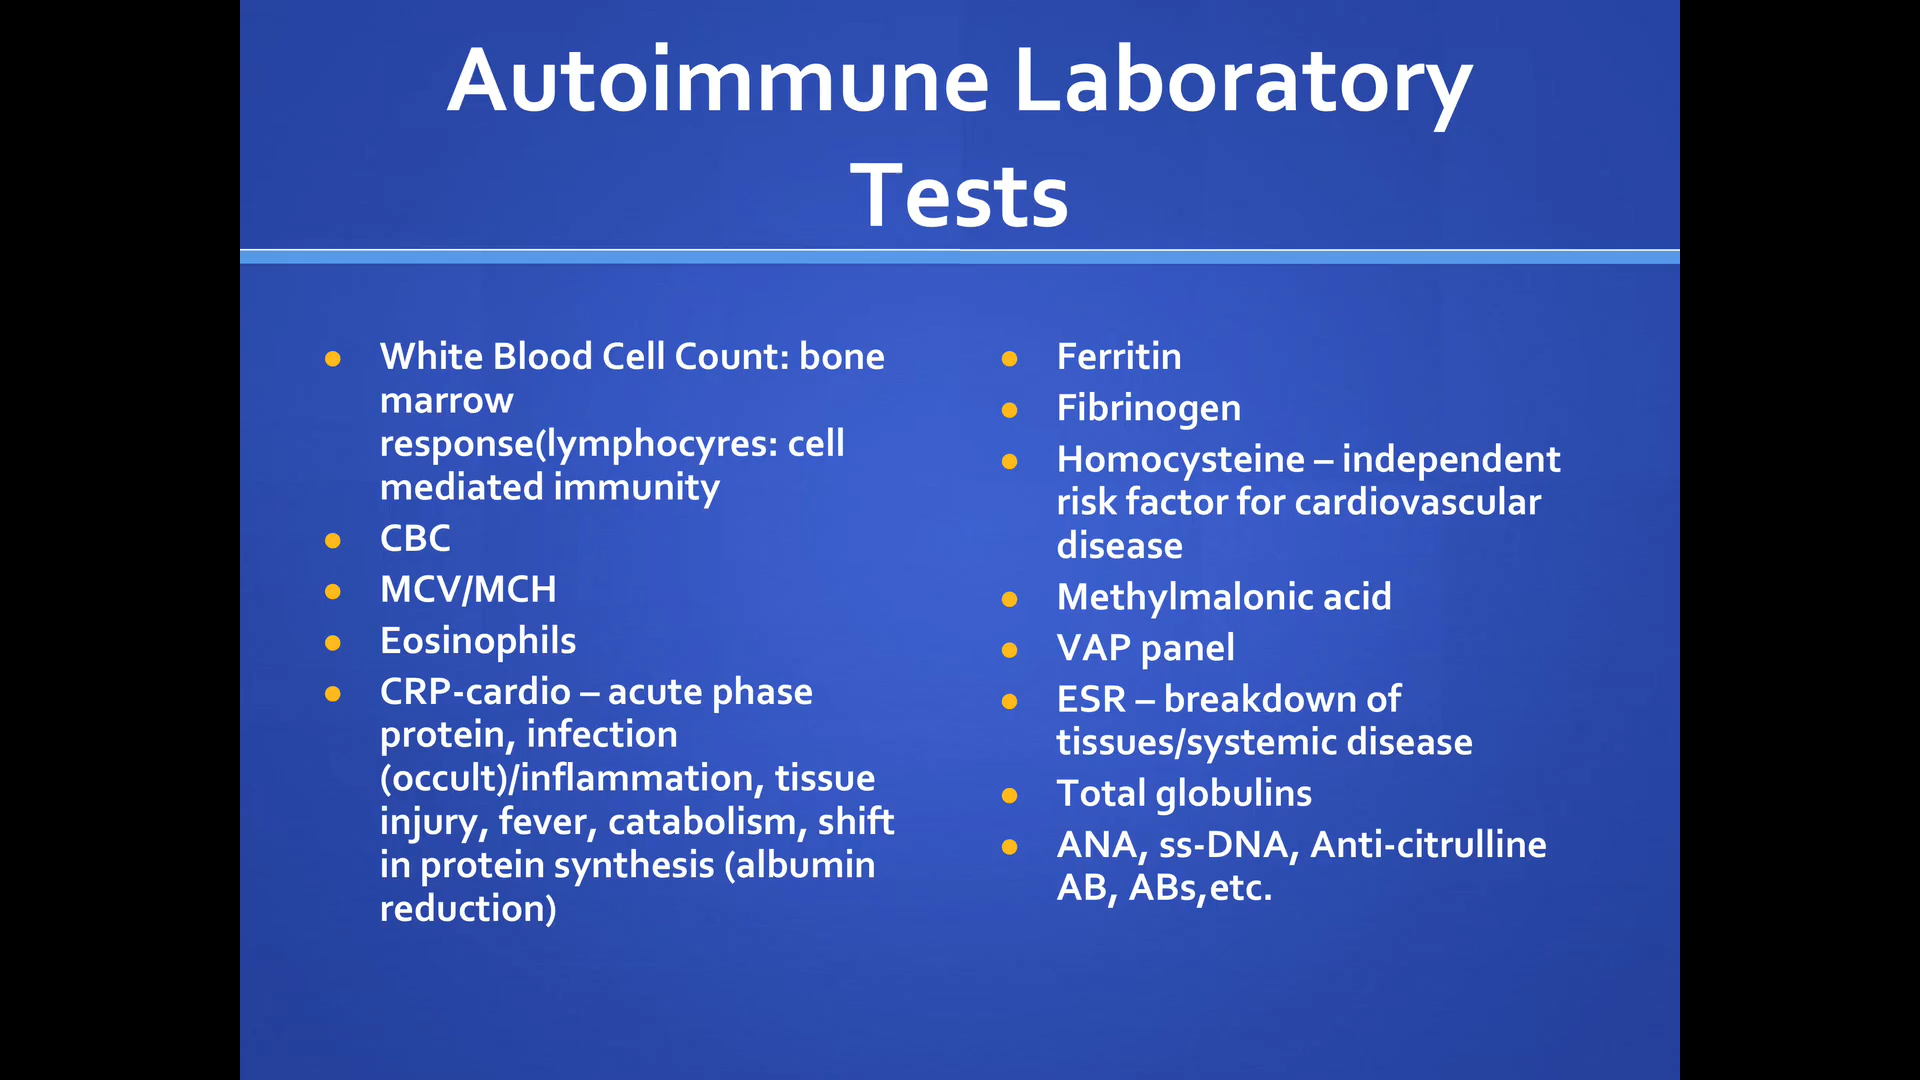 Autoimmune Laboratory
Tests
White Blood Cell Count: bone
marrow
response(lymphocyres: cell
mediated immunity
CBC
MCV/MCH
Eosinophils
CRP-cardio – acute phase
protein, infection
(occult)/inflammation, tissue
injury, fever, catabolism, shift
in protein synthesis (albumin
reduction)
Ferritin
Fibrinogen
Homocysteine – independent
risk factor for cardiovascular
disease
Methylmalonic acid
VAP panel
ESR – breakdown of
tissues/systemic disease
Total globulins
ANA, ss-DNA, Anti-citrulline
AB, ABs,etc.